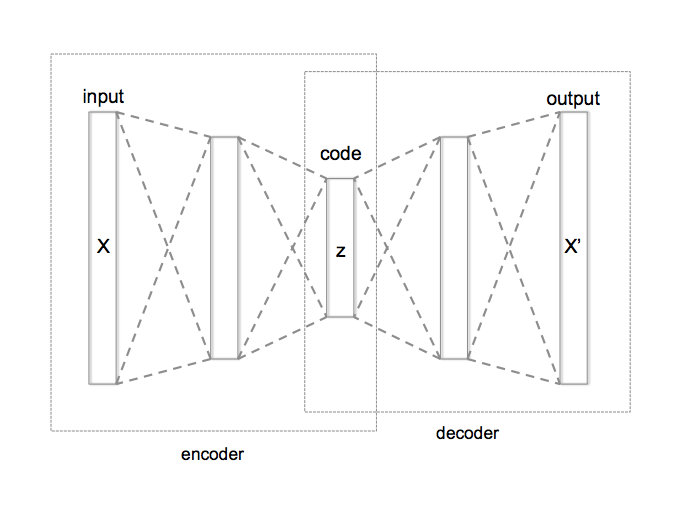 input
output
code
X
z
X'
decoder
encoder